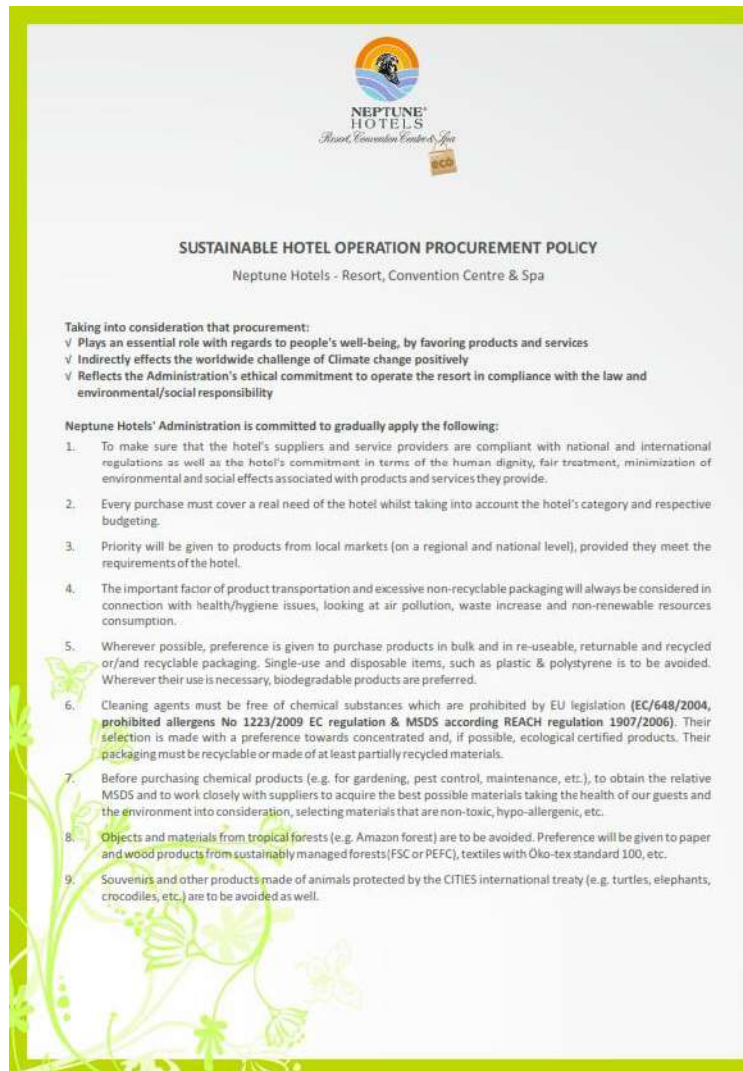 NEPTUNE®
HOTELS
Resort, Convention Centre & Spa
eco
SUSTAINABLE HOTEL OPERATION PROCUREMENT POLICY
Neptune Hotels - Resort, Convention Centre & Spa
Taking into consideration that procurement:
√ Plays an essential role with regards to people's well-being, by favoring products and services
√ Indirectly effects the worldwide challenge of Climate change positively
√ Reflects the Administration's ethical commitment to operate the resort in compliance with the law and
environmental/social responsibility
Neptune Hotels' Administration is committed to gradually apply the following:
1. To make sure that the hotel's suppliers and service providers are compliant with national and international
regulations as well as the hotel's commitment in terms of the human dignity, fair treatment, minimization of
environmental and social effects associated with products and services they provide.
2. Every purchase must cover a real need of the hotel whilst taking into account the hotel's category and respective
budgeting.
3. Priority will be given to products from local markets (on a regional and national level), provided they meet the
requirements of the hotel.
4. The important factor of product transportation and excessive non-recyclable packaging will always be considered in
connection with health/hygiene issues, looking at air pollution, waste increase and non-renewable resources
consumption.
5. Wherever possible, preference is given to purchase products in bulk and in re-useable, returnable and recycled
or/and recyclable packaging. Single-use and disposable items, such as plastic & polystyrene is to be avoided.
Wherever their use is necessary, biodegradable products are preferred.
6. Cleaning agents must be free of chemical substances which are prohibited by EU legislation (EC/648/2004,
prohibited allergens No 1223/2009 EC regulation & MSDS according REACH regulation 1907/2006). Their
selection is made with a preference towards concentrated and, if possible, ecological certified products. Their
packaging must be recyclable or made of at least partially recycled materials.
7. Before purchasing chemical products (e.g. for gardening, pest control, maintenance, etc.), to obtain the relative
MSDS and to work closely with suppliers to acquire the best possible materials taking the health of our guests and
the environment into consideration, selecting materials that are non-toxic, hypo-allergenic, etc.
8. Objects and materials from tropical forests (e.g. Amazon forest) are to be avoided. Preference will be given to paper
and wood products from sustainably managed forests(FSC or PEFC), textiles with Öko-tex standard 100, etc.
9. Souvenirs and other products made of animals protected by the CITIES international treaty (e.g. turtles, elephants,
crocodiles, etc.) are to be avoided as well.